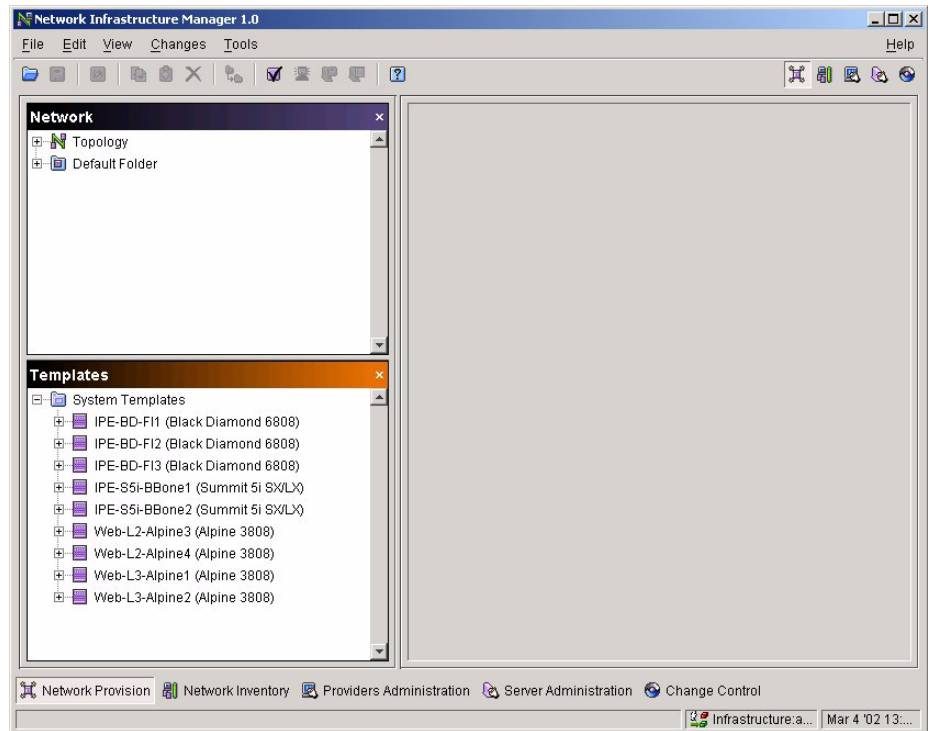 Network Infrastructure Manager 1.0
File Edit View Changes Tools Help
Network
Topology
Default Folder
Templates
System Templates
IPE-BD-FI1 (Black Diamond 6808)
IPE-BD-FI2 (Black Diamond 6808)
IPE-BD-FI3 (Black Diamond 6808)
IPE-S5i-BBone1 (Summit 5i SX/LX)
IPE-S5i-BBone2 (Summit 5i SX/LX)
Web-L2-Alpine3 (Alpine 3808)
Web-L2-Alpine4 (Alpine 3808)
Web-L3-Alpine1 (Alpine 3808)
Web-L3-Alpine2 (Alpine 3808)
Network Provision Network Inventory Providers Administration Server Administration Change Control
Infrastructure:a... Mar 4 '02 13:...